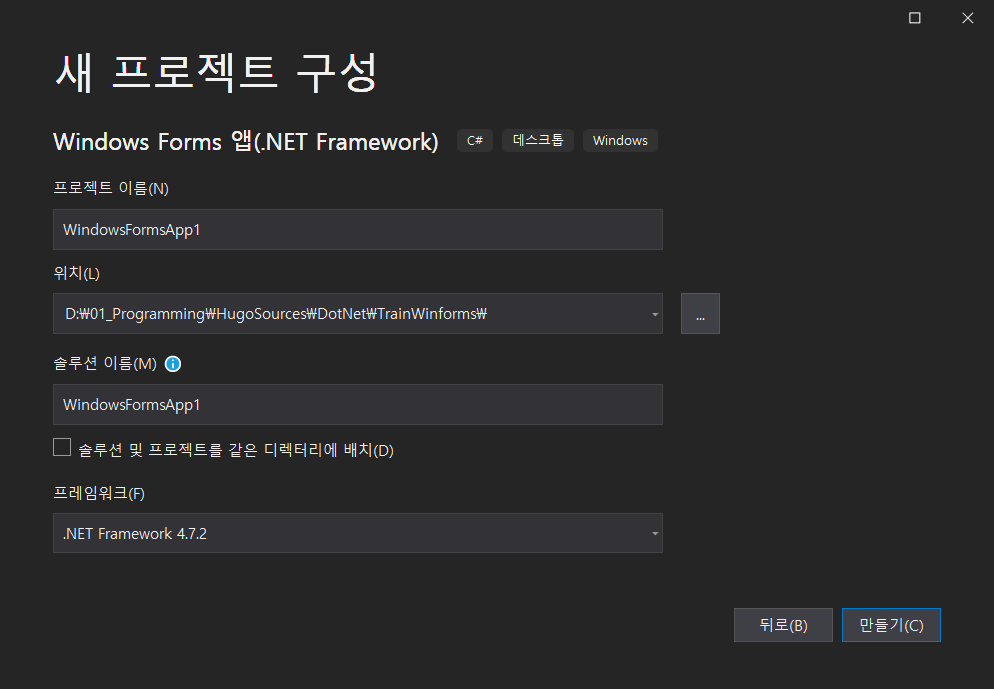 새 프로젝트 구성
Windows Forms 앱(.NET Framework) C# 데스크톱 Windows
프로젝트 이름(N)
WindowsFormsApp1
위치(L)
D:₩01_Programming₩HugoSources₩DotNet₩TrainWinforms₩
...
솔루션 이름(M)
WindowsFormsApp1
솔루션 및 프로젝트를 같은 디렉터리에 배치(D)
프레임워크(F)
.NET Framework 4.7.2
뒤로(B) 만들기(C)